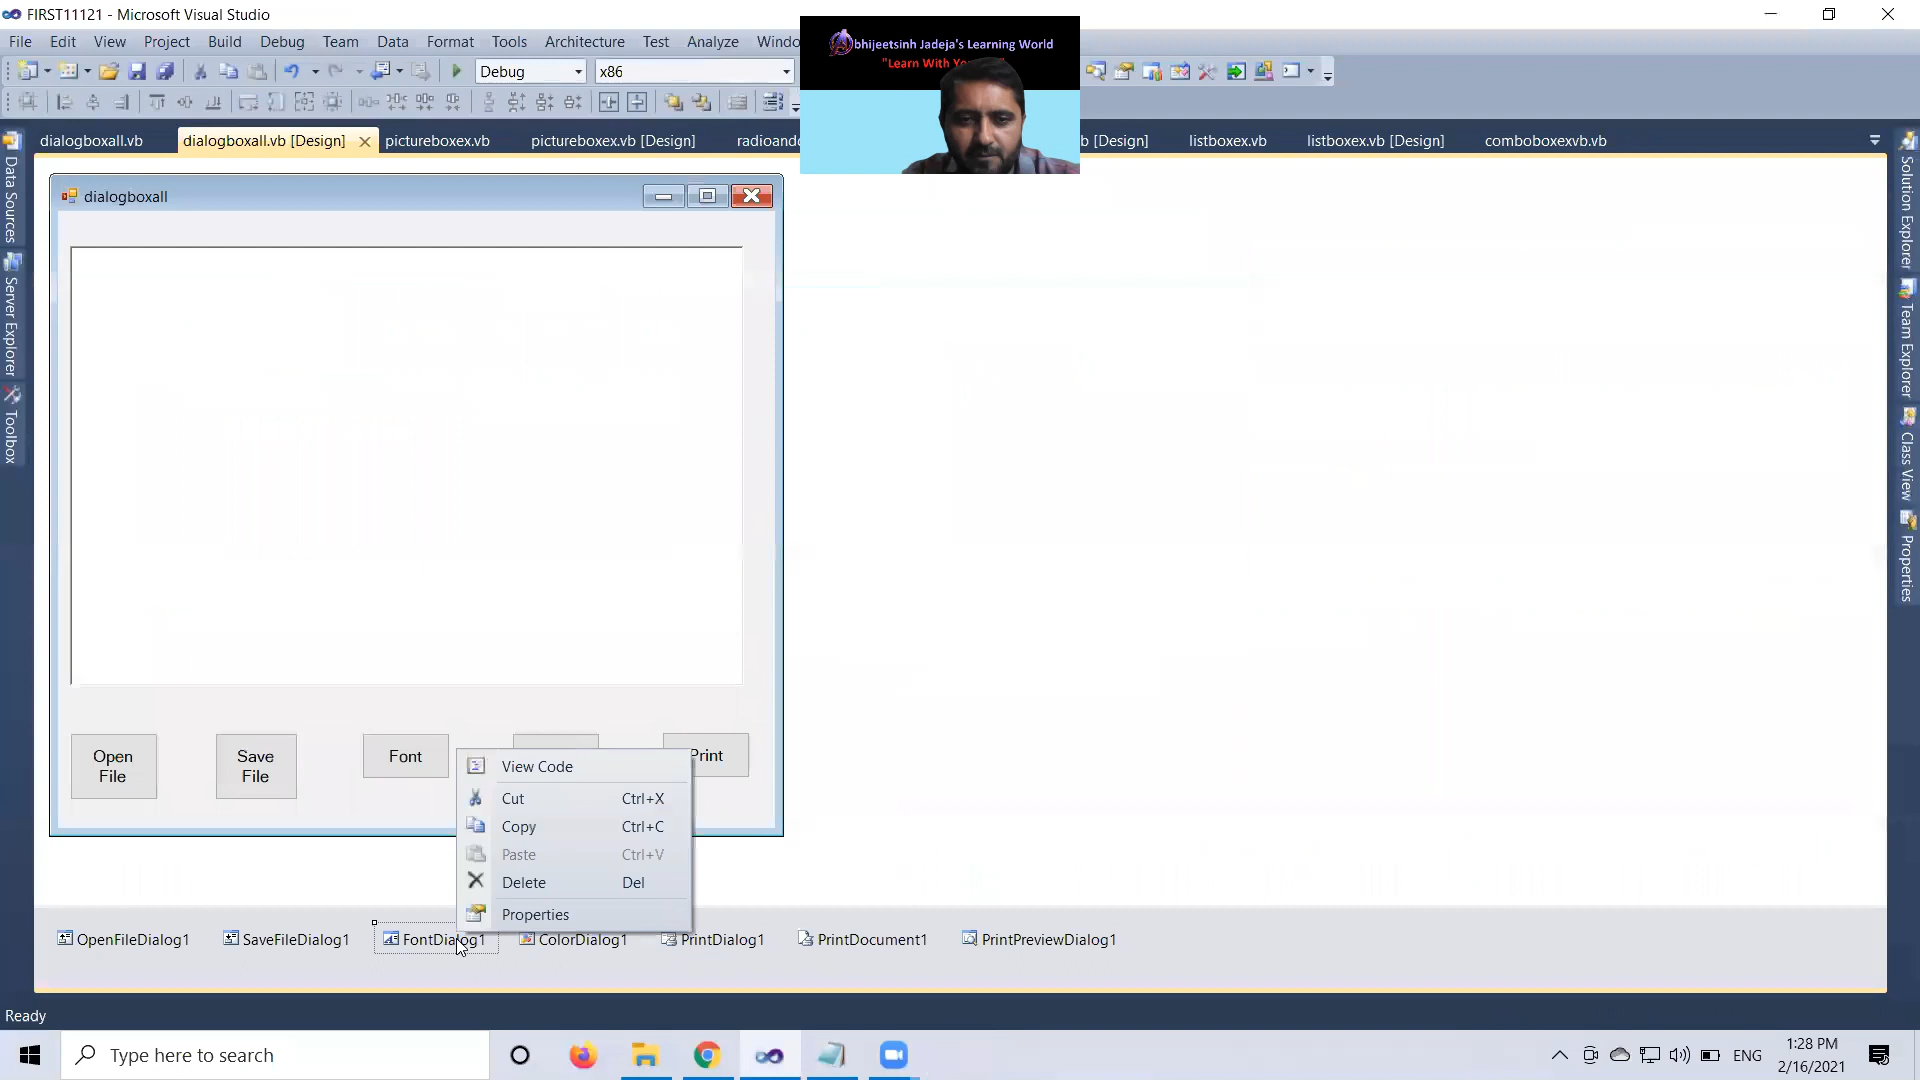 FIRST11121 - Microsoft Visual Studio
File Edit View Project Build Debug Team Data Format Tools Architecture Test Analyze Windo
Debug x86
bhijeetsinh Jadeja's Learning World
"Learn With
dialogboxall.vb dialogboxall.vb [Design] pictureboxex.vb pictureboxex.vb [Design] radioand b [Design] listboxex.vb listboxex.vb [Design] comboboxexvb.vb
Data Sources
Server Explorer
Toolbox
Solution Explorer
Team Explorer
Class View
Properties
dialogboxall
Open
File
Save
File
Font
Print
View Code
Cut Ctrl+X
Copy Ctrl+C
Paste Ctrl+V
Delete Del
Properties
OpenFileDialog1 SaveFileDialog1 FontDialog1 ColorDialog1 PrintDialog1 PrintDocument1 PrintPreviewDialog1
Ready
Type here to search
ENG
1:28 PM
2/16/2021